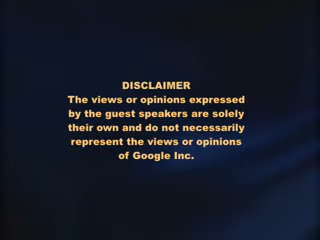 DISCLAIMER
The views or opinions expressed
by the guest speakers are solely
their own and do not necessarily
represent the views or opinions
of Google Inc.